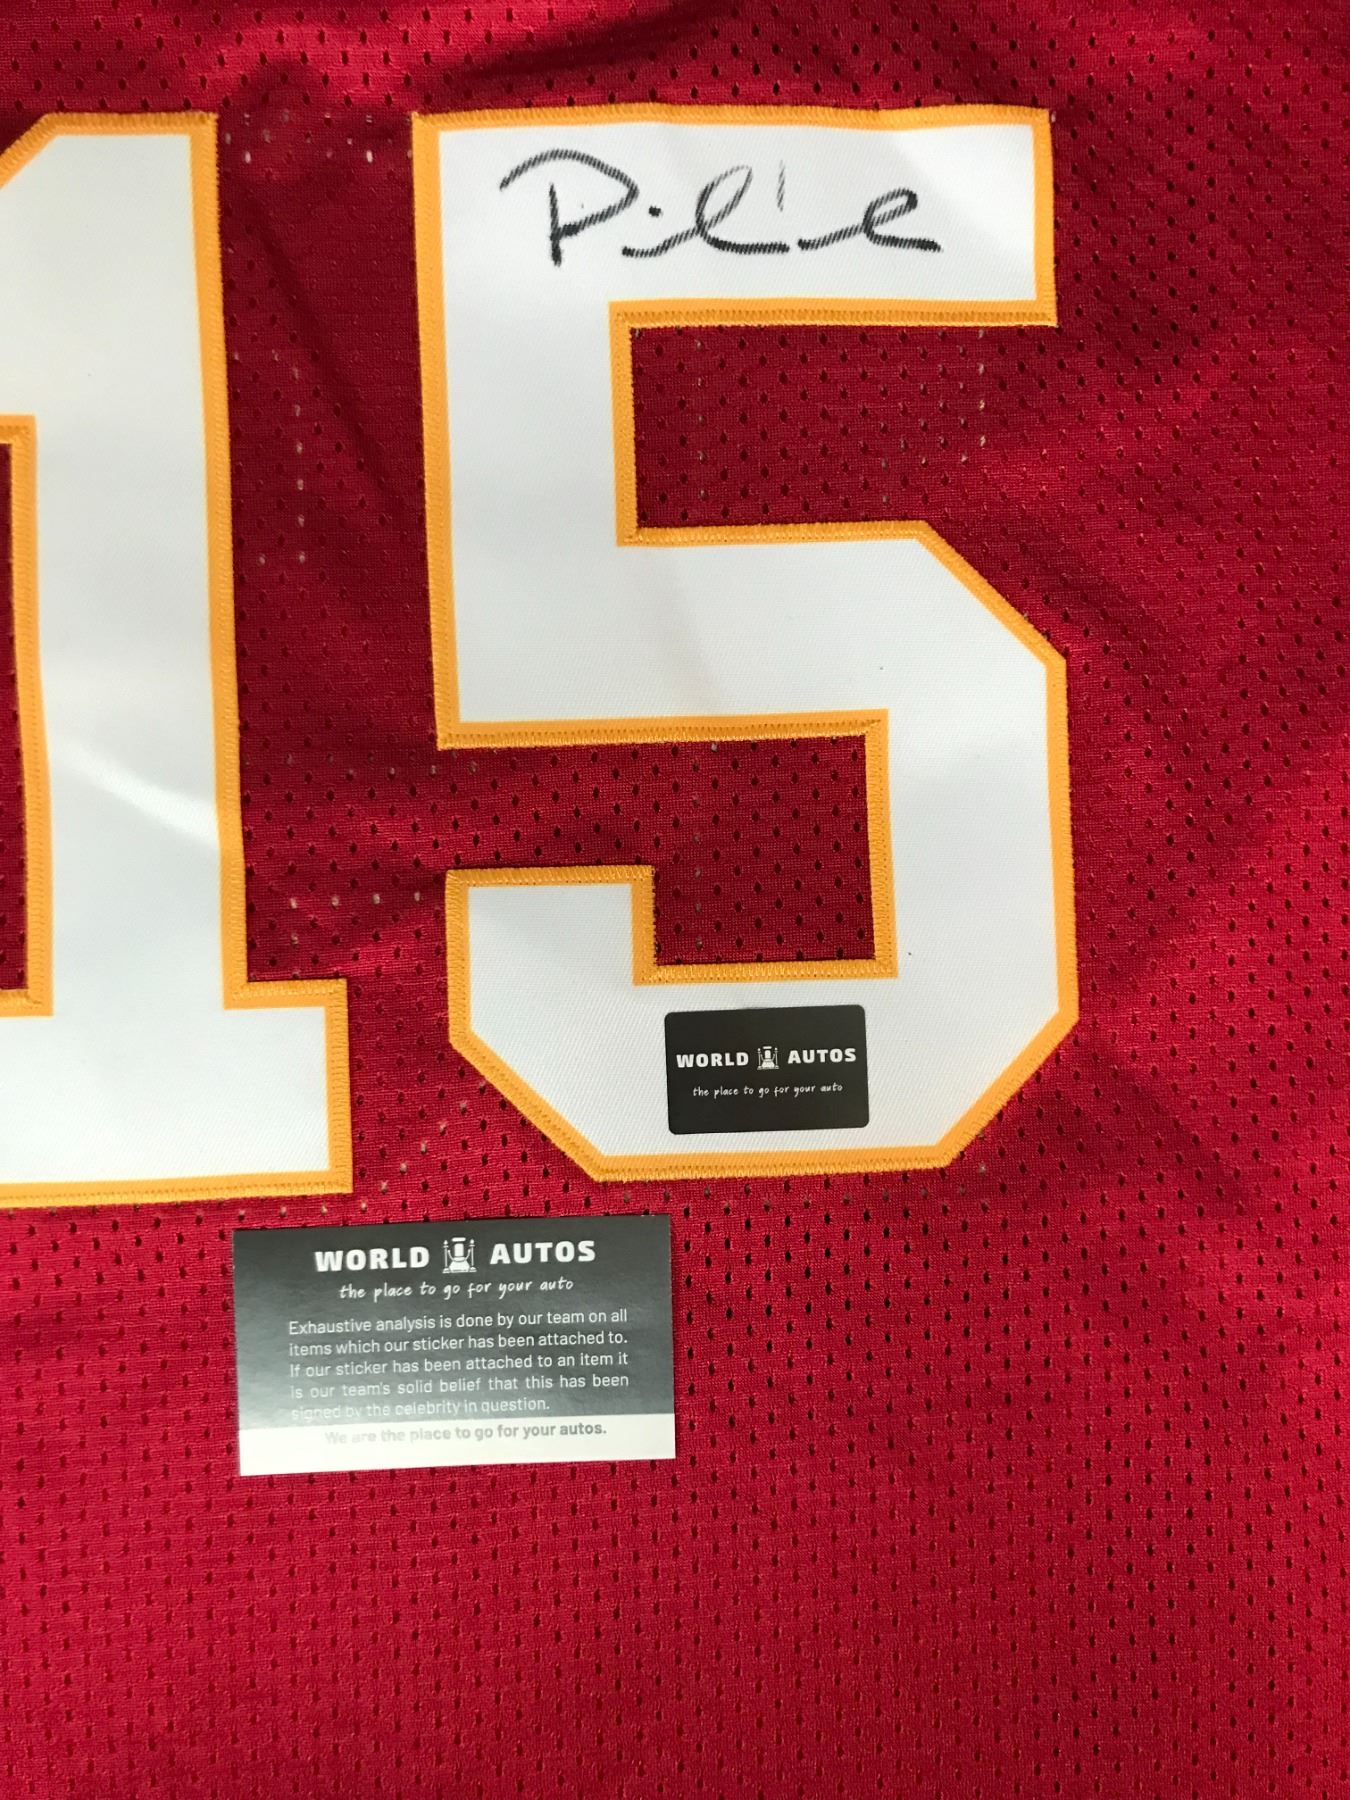 15
WORLD AUTOS
the place to go for your auto
WORLD AUTOS
the place to go for your auto
Exhaustive analysis is done by our team on all
items which our sticker has been attached to.
If our sticker has been attached to an item it
is our team's solid belief that this has been
signed by the celebrity in question.
We are the place to go for your autos.